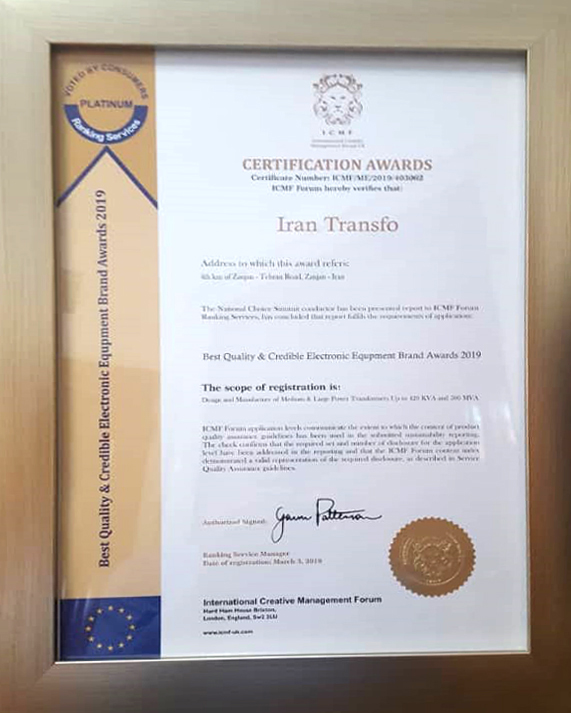 VOTED BY CONSUMERS
PLATINUM
Ranking Services
Best Quality & Credible Electronic Equpment Brand Awards 2019
I C M F
International Creative
Management Forum UK
CERTIFICATION AWARDS
Certificate Number: ICMF/ME/2019/403062
ICMF Forum hereby verifies that:
Iran Transfo
Address to which this award refers:
4th km of Zanjan - Tehran Road, Zanjan - Iran
The National Choice Summit conductor has been presented report to ICMF Forum
Ranking Services, has concluded that report fulfils the requirements of application:
Best Quality & Credible Electronic Equpment Brand Awards 2019
The scope of registration is:
Design and Manufacture of Medium & Large Power Transformers Up to 420 KVA and 500 MVA
ICMF Forum application levels communicate the extent to which the content of product
quality assurance guidelines has been used in the submitted sustainability reporting.
The check confirms that the required set and number of disclosure for the application
level have been addressed in the reporting and that the ICMF Forum content index
demonstrated a valid representation of the required disclosure, as described in Service
Quality Assurance guidelines.
Authorized Signed:
Ranking Service Manager
Date of registration: March 3, 2019
International Creative Management Forum
Hard Ham House Brixton,
London, England, Sw2
www.icmf-uk.com